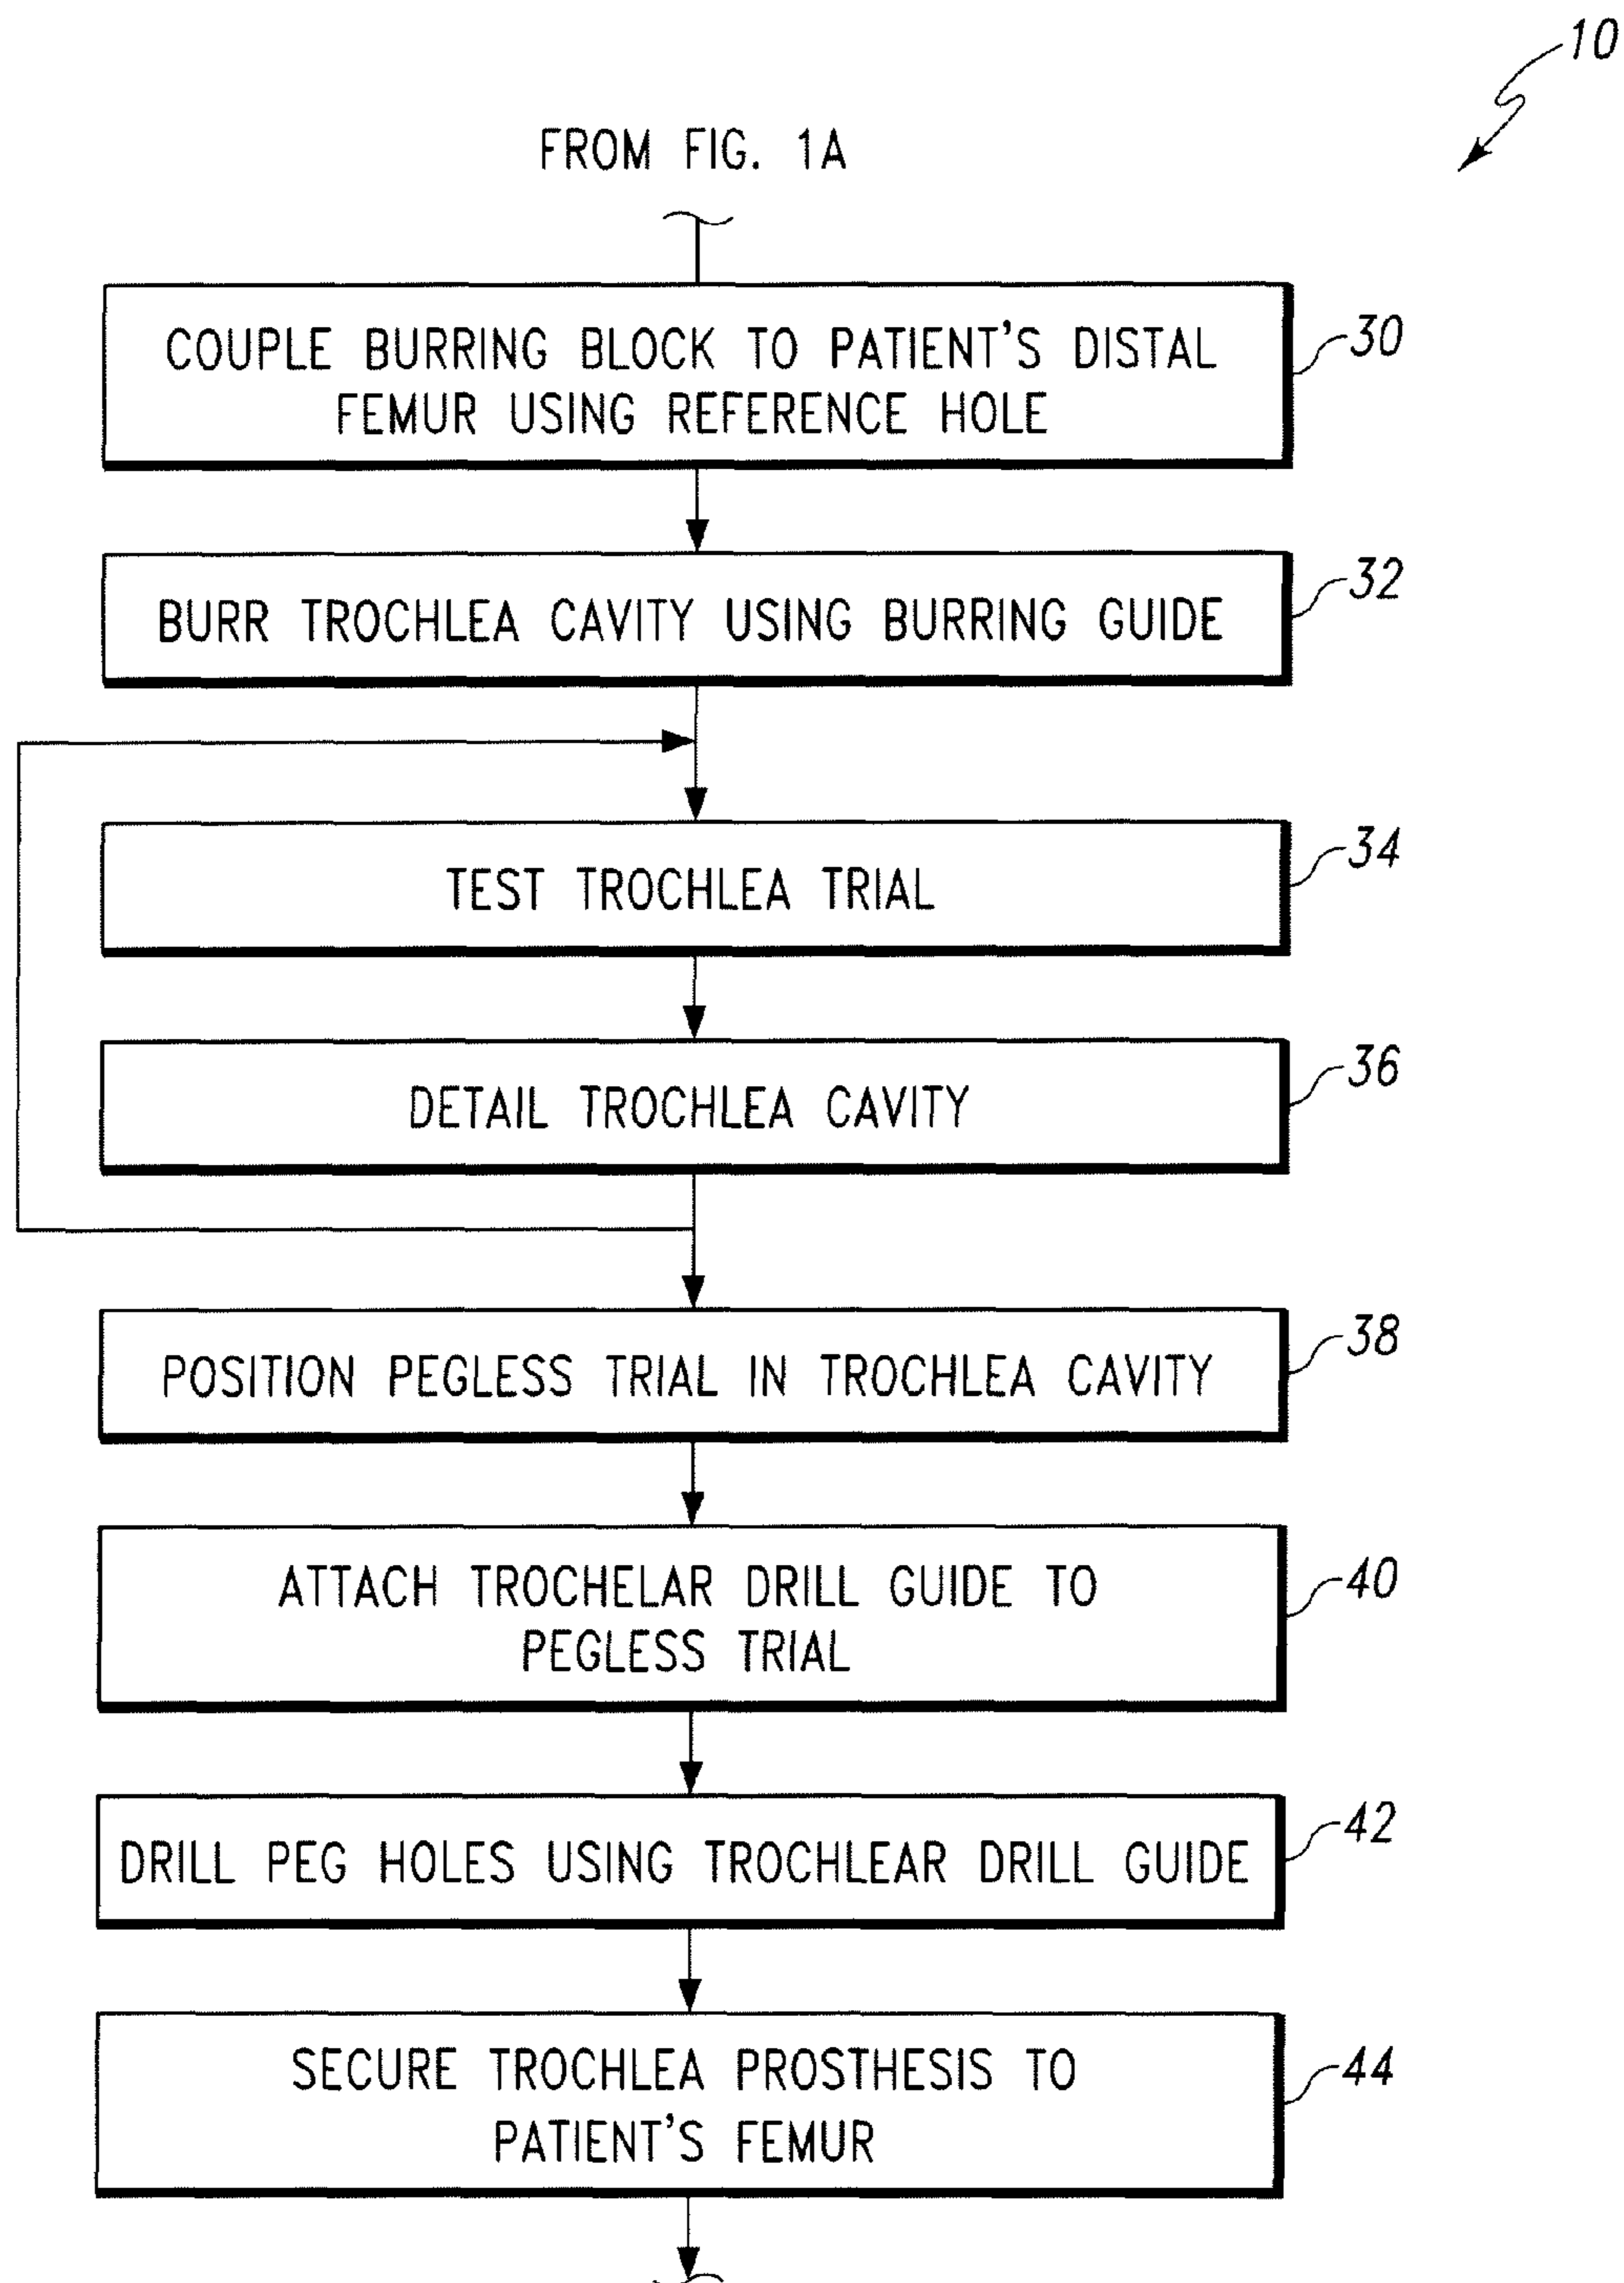 10
FROM FIG. 1A
COUPLE BURRING BLOCK TO PATIENT'S DISTAL
FEMUR USING REFERENCE HOLE
30
BURR TROCHLEA CAVITY USING BURRING GUIDE
32
TEST TROCHLEA TRIAL
34
DETAIL TROCHLEA CAVITY
36
POSITION PEGLESS TRIAL IN TROCHLEA CAVITY
38
ATTACH TROCHELAR DRILL GUIDE TO
PEGLESS TRIAL
40
DRILL PEG HOLES USING TROCHLEAR DRILL GUIDE
42
SECURE TROCHLEA PROSTHESIS TO
PATIENT'S FEMUR
44